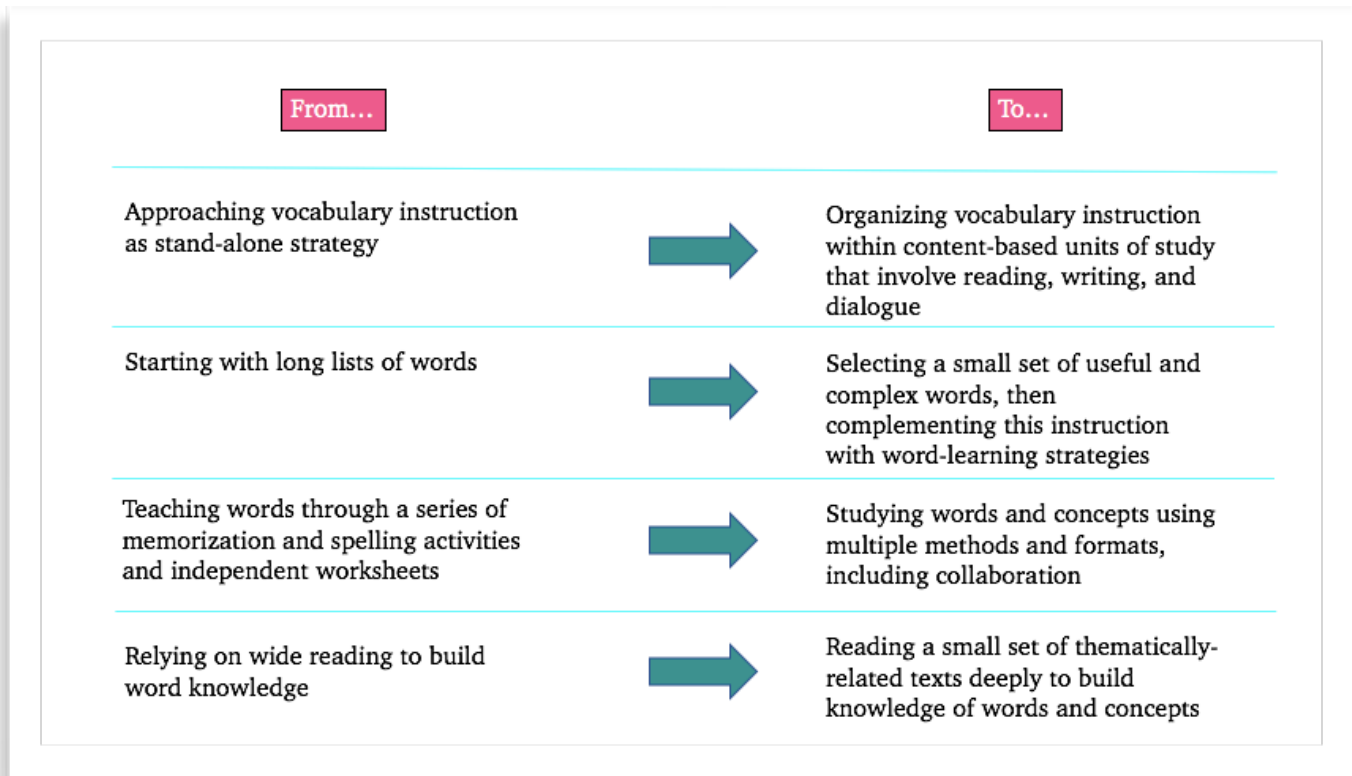 From...
To...
Approaching vocabulary instruction
as stand-alone strategy
Organizing vocabulary instruction
within content-based units of study
that involve reading, writing, and
dialogue
Starting with long lists of words
Selecting a small set of useful and
complex words, then
complementing this instruction
with word-learning strategies
Teaching words through a series of
memorization and spelling activities
and independent worksheets
Studying words and concepts using
multiple methods and formats,
including collaboration
Relying on wide reading to build
word knowledge
Reading a small set of thematically-
related texts deeply to build
knowledge of words and concepts